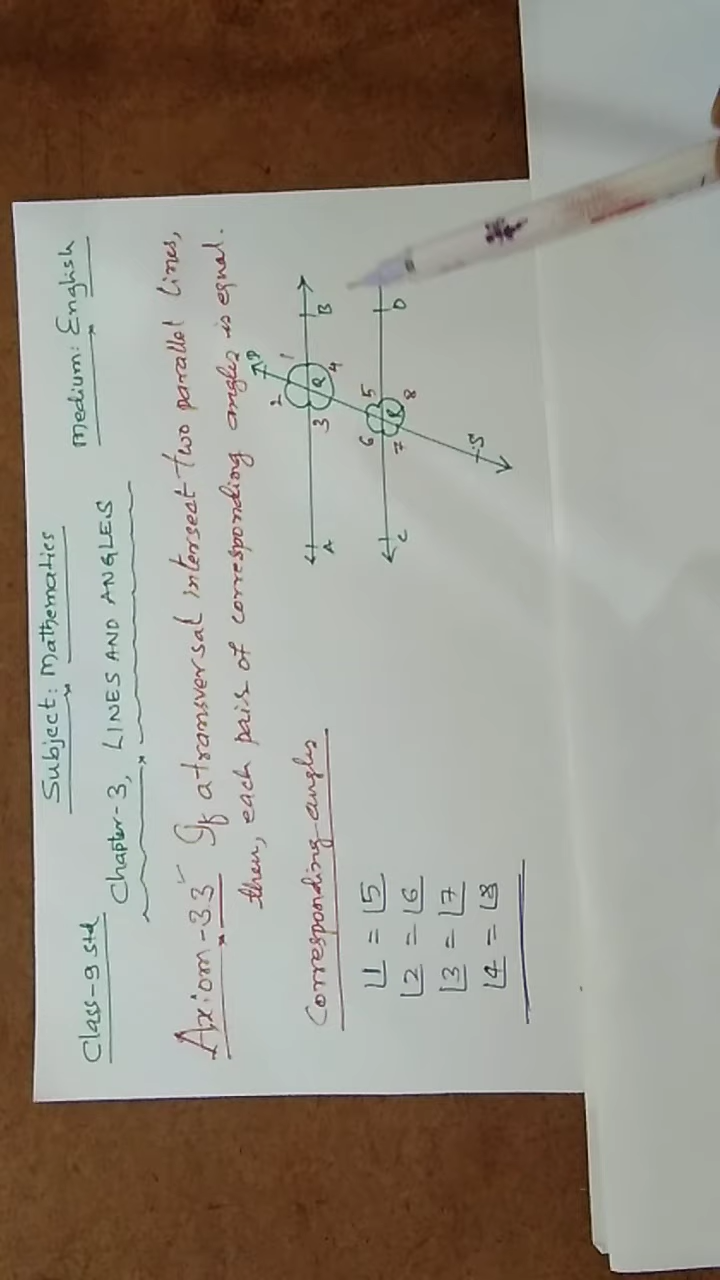 Subject: Mathematics
Class-9 std
Medium: English
Chapter-3, LINES AND ANGLES
Axiom-3.3 If a transversal intersect two parallel lines,
then, each pair of corresponding angles is equal.
Corresponding angles
∠1 = ∠5
∠2 = ∠6
∠3 = ∠7
∠4 = ∠8
P
2 1
A 3 Q 4 B
6 5
C 7 R 8 D
S